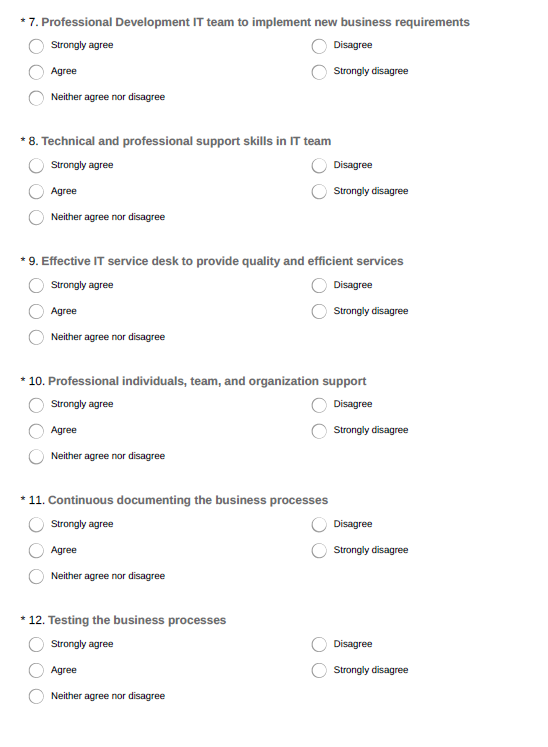 * 7. Professional Development IT team to implement new business requirements
Strongly agree
Disagree
Agree
Strongly disagree
Neither agree nor disagree
* 8. Technical and professional support skills in IT team
Strongly agree
Disagree
Agree
Strongly disagree
Neither agree nor disagree
* 9. Effective IT service desk to provide quality and efficient services
Strongly agree
Disagree
Agree
Strongly disagree
Neither agree nor disagree
* 10. Professional individuals, team, and organization support
Strongly agree
Disagree
Agree
Strongly disagree
Neither agree nor disagree
* 11. Continuous documenting the business processes
Strongly agree
Disagree
Agree
Strongly disagree
Neither agree nor disagree
* 12. Testing the business processes
Strongly agree
Disagree
Agree
Strongly disagree
Neither agree nor disagree